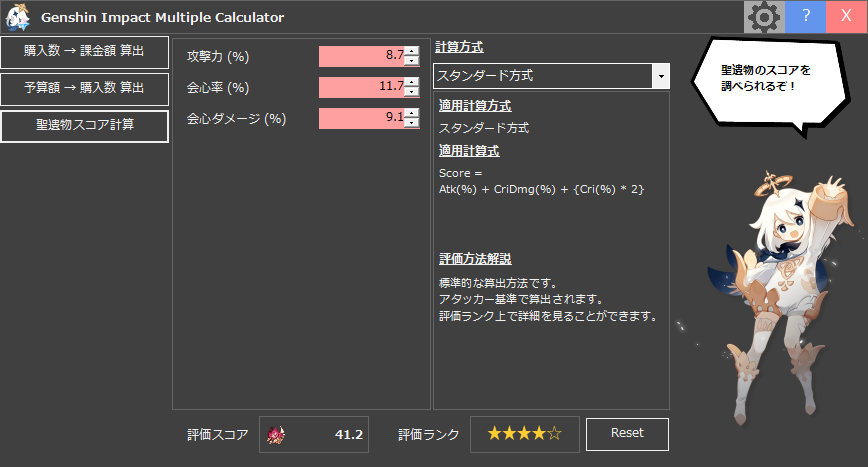 Genshin Impact Multiple Calculator
?
X
購入数 → 課金額 算出
予算額 → 購入数 算出
聖遺物スコア計算
攻撃力 (%)
8.7
会心率 (%)
11.7
会心ダメージ (%)
9.1
計算方式
スタンダード方式
適用計算方式
スタンダード方式
適用計算式
Score =
Atk(%) + CriDmg(%) + {Cri(%) * 2}
評価方法解説
標準的な算出方法です。
アタッカー基準で算出されます。
評価ランク上で詳細を見ることができます。
聖遺物のスコアを
調べられるぞ！
評価スコア
41.2
評価ランク
★★★★☆
Reset